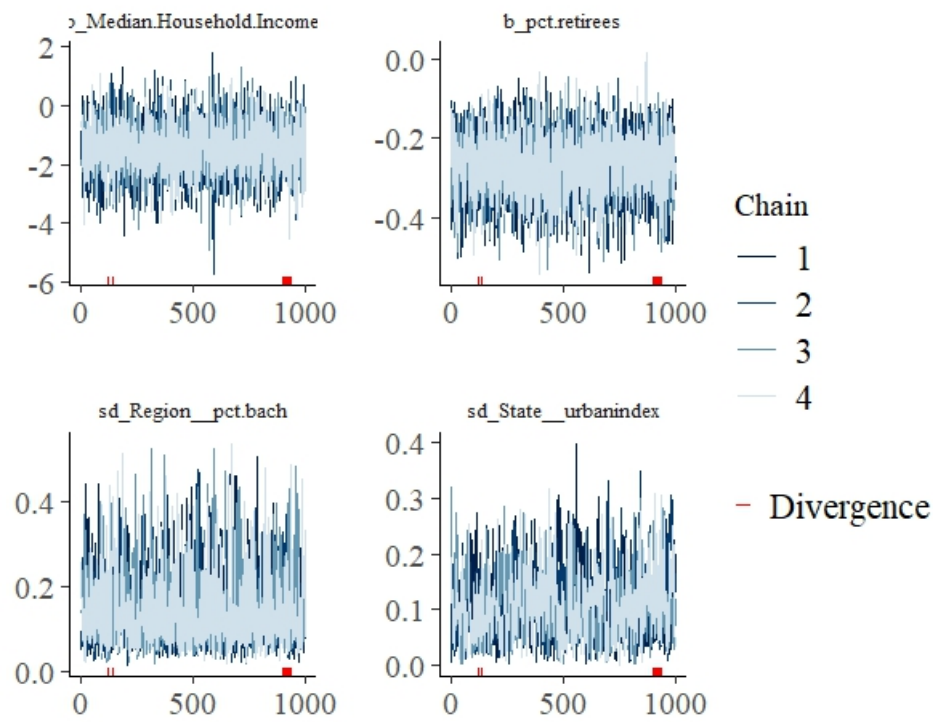 b_Median.Household.Income
2
0
-2
-4
-6
0 500 1000
b_pct.retirees
0.0
-0.2
-0.4
0 500 1000
Chain
1
2
3
4
Divergence
sd_Region__pct.bach
0.4
0.2
0.0
0 500 1000
sd_State__urbanindex
0.4
0.3
0.2
0.1
0.0
0 500 1000